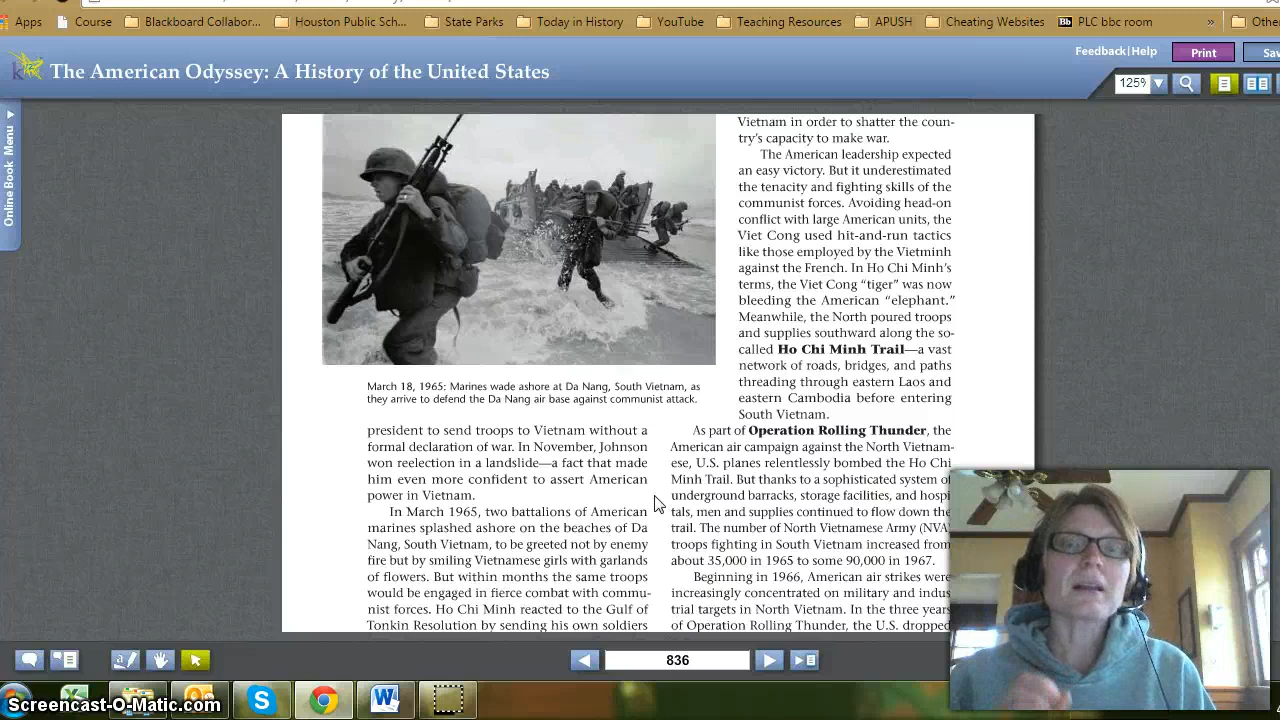 Apps
Course
Blackboard Collabor...
Houston Public Sch...
State Parks
Today in History
YouTube
Teaching Resources
APUSH
Cheating Websites
Bb
PLC bbc room
»
Feedback|Help
Print
The American Odyssey: A History of the United States
125%
Online Book Menu
Vietnam in order to shatter the coun-
try's capacity to make war.
The American leadership expected
an easy victory. But it underestimated
the tenacity and fighting skills of the
communist forces. Avoiding head-on
conflict with large American units, the
Viet Cong used hit-and-run tactics
like those employed by the Vietminh
against the French. In Ho Chi Minh's
terms, the Viet Cong "tiger" was now
bleeding the American "elephant."
Meanwhile, the North poured troops
and supplies southward along the so-
called Ho Chi Minh Trail—a vast
network of roads, bridges, and paths
threading through eastern Laos and
eastern Cambodia before entering
South Vietnam.
March 18, 1965: Marines wade ashore at Da Nang, South Vietnam, as
they arrive to defend the Da Nang air base against communist attack.
president to send troops to Vietnam without a
formal declaration of war. In November, Johnson
won reelection in a landslide—a fact that made
him even more confident to assert American
power in Vietnam.
In March 1965, two battalions of American
marines splashed ashore on the beaches of Da
Nang, South Vietnam, to be greeted not by enemy
fire but by smiling Vietnamese girls with garlands
of flowers. But within months the same troops
would be engaged in fierce combat with commu-
nist forces. Ho Chi Minh reacted to the Gulf of
Tonkin Resolution by sending his own soldiers
As part of Operation Rolling Thunder, the
American air campaign against the North Vietnam-
ese, U.S. planes relentlessly bombed the Ho Chi
Minh Trail. But thanks to a sophisticated system of
underground barracks, storage facilities, and hospi
tals, men and supplies continued to flow down the
trail. The number of North Vietnamese Army (NVA)
troops fighting in South Vietnam increased from
about 35,000 in 1965 to some 90,000 in 1967.
Beginning in 1966, American air strikes were
increasingly concentrated on military and indus
trial targets in North Vietnam. In the three years
of Operation Rolling Thunder, the U.S. dropped
836
Screencast-O-Matic.com